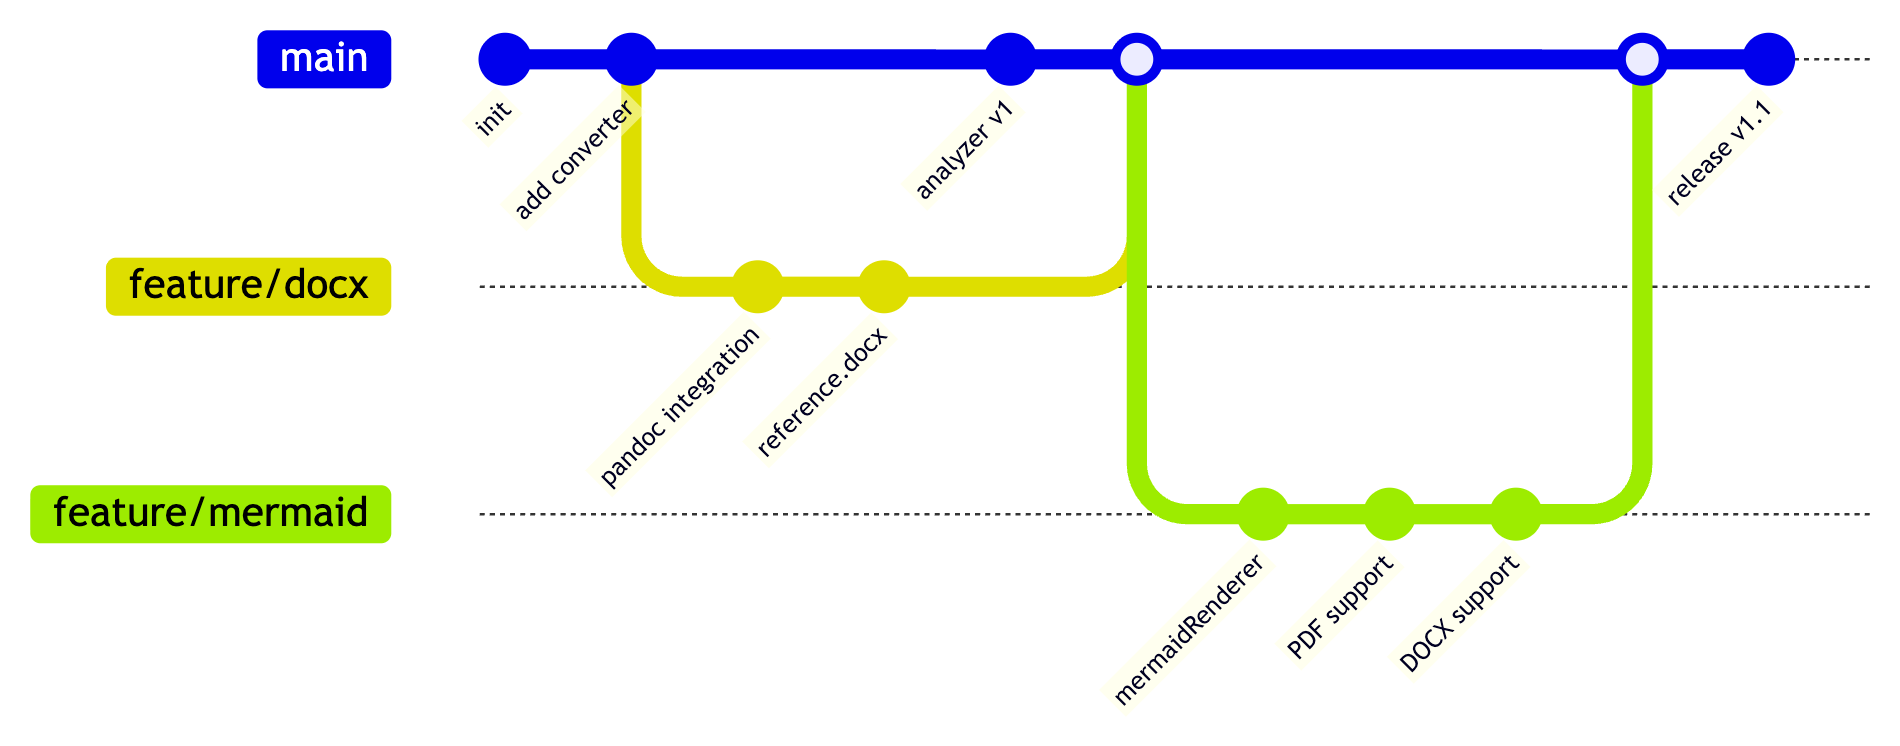 main
init
add converter
analyzer v1
release v1.1
feature/docx
pandoc integration
reference.docx
feature/mermaid
mermaidRenderer
PDF support
DOCX support